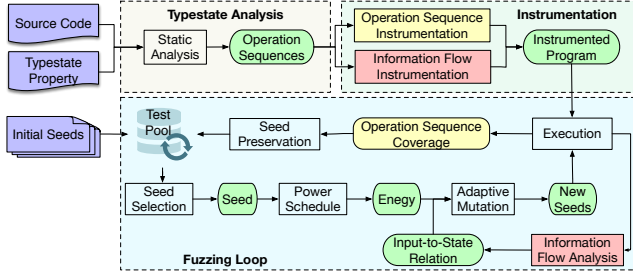 Typestate Analysis
Instrumentation
Source Code
Typestate
Property
Static
Analysis
Operation
Sequences
Operation Sequence
Instrumentation
Information Flow
Instrumentation
Instrumented
Program
Initial Seeds
Test
Pool
Seed
Preservation
Operation Sequence
Coverage
Execution
Seed
Selection
Seed
Power
Schedule
Enegy
Adaptive
Mutation
New
Seeds
Input-to-State
Relation
Information
Flow Analysis
Fuzzing Loop